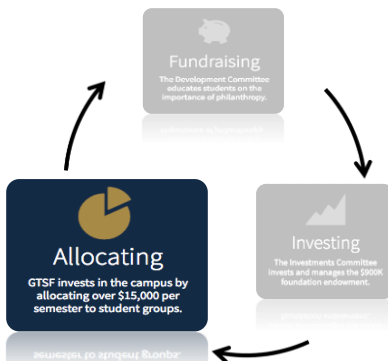 Fundraising
The Development Committee
educates students on the
importance of philanthropy.
Investing
The Investments Committee
invests and manages the $900K
foundation endowment.
Allocating
GTSF invests in the campus by
allocating over $15,000 per
semester to student groups.